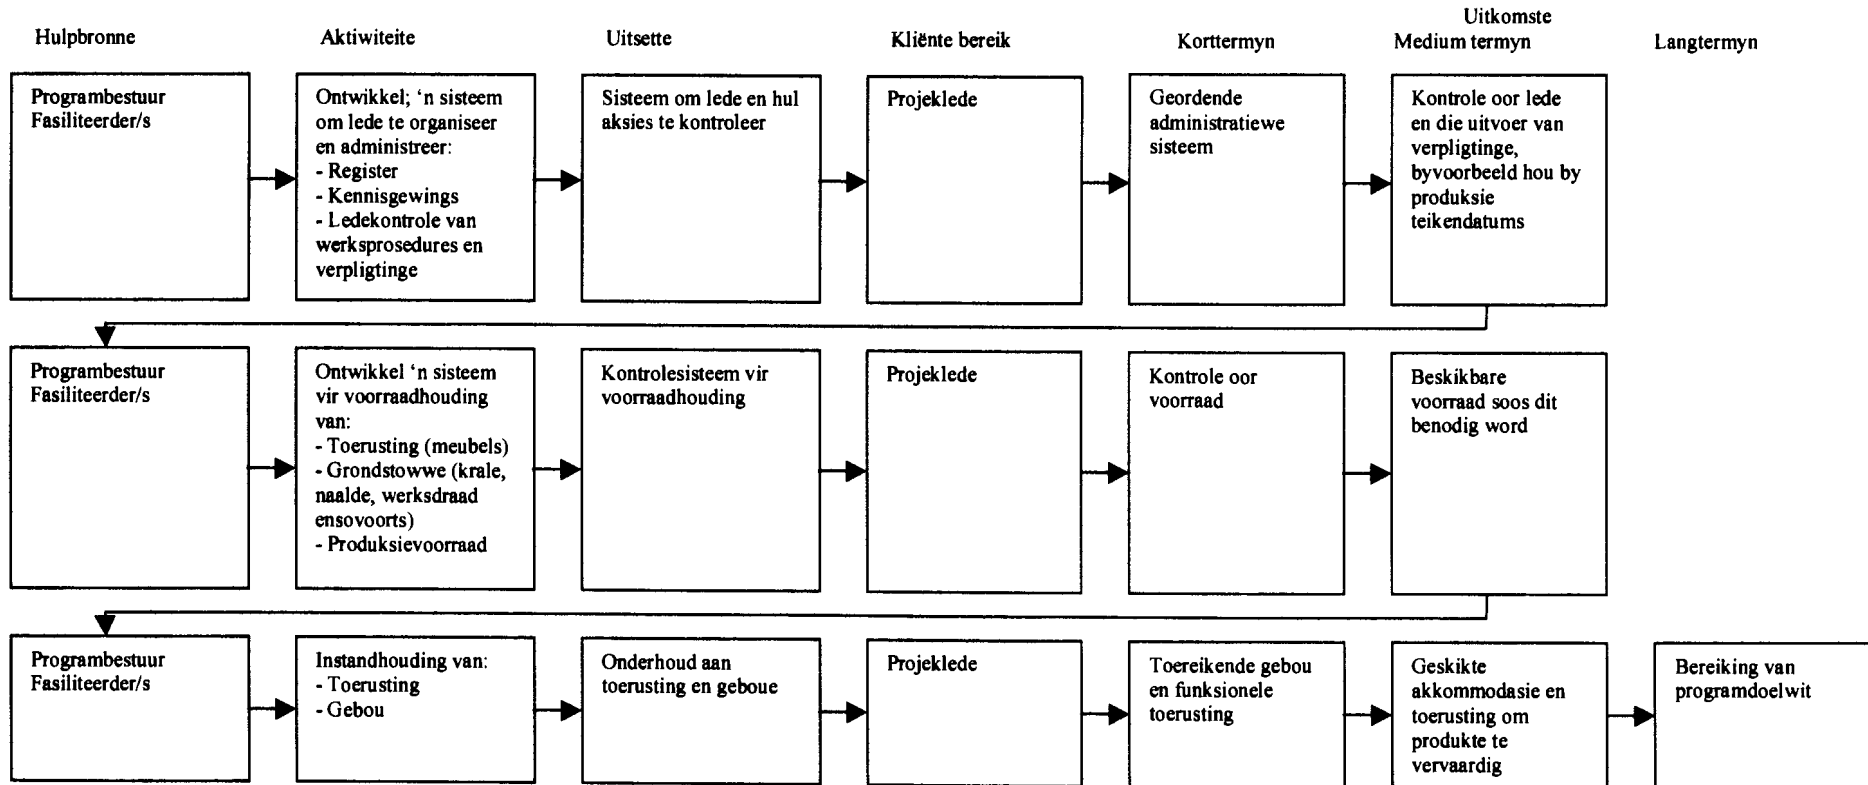 Uitkomste
Hulpbronne
Aktiwiteite
Uitsette
Kliënte bereik
Korttermyn
Medium termyn
Langtermyn
Programbestuur
Fasiliteerder/s
Ontwikkel; ‘n sisteem
om lede te organiseer
en administreer:
- Register
- Kennisgewings
- Ledekontrole van
werksprosedures en
verpligtinge
Sisteem om lede en hul
aksies te kontroleer
Projeklede
Geordende
administratiewe
sisteem
Kontrole oor lede
en die uitvoer van
verpligtinge,
byvoorbeeld hou by
produksie
teikendatums
Programbestuur
Fasiliteerder/s
Ontwikkel ‘n sisteem
vir voorraadhouding
van:
- Toerusting (meubels)
- Grondstowwe (krale,
naalde, werksdraad
ensovoorts)
- Produksievoorraad
Kontrolesisteem vir
voorraadhouding
Projeklede
Kontrole oor
voorraad
Beskikbare
voorraad soos dit
benodig word
Programbestuur
Fasiliteerder/s
Instandhouding van:
- Toerusting
- Gebou
Onderhoud aan
toerusting en geboue
Projeklede
Toereikende gebou
en funksionele
toerusting
Geskikte
akkommodasie en
toerusting om
produkte te
vervaardig
Bereiking van
programdoelwit